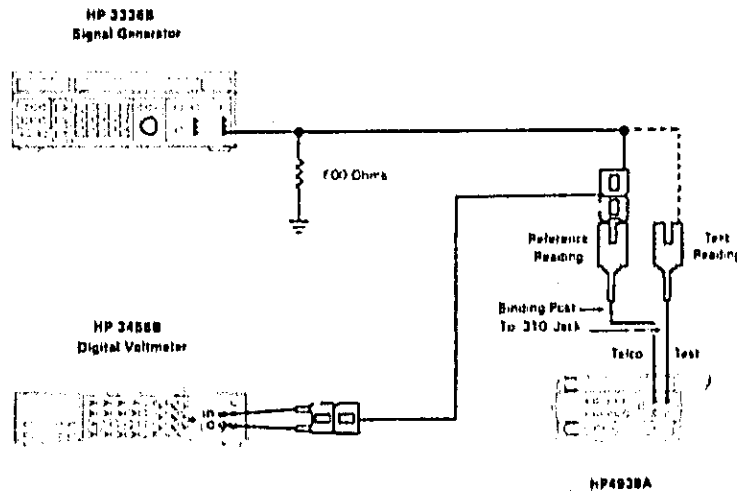 HP 3336B
Signal Generator
600 Ohms
Reference
Reading
Test
Reading
Binding Post
To 310 Jack
HP 3456B
Digital Voltmeter
Telco
Test
HP4938A